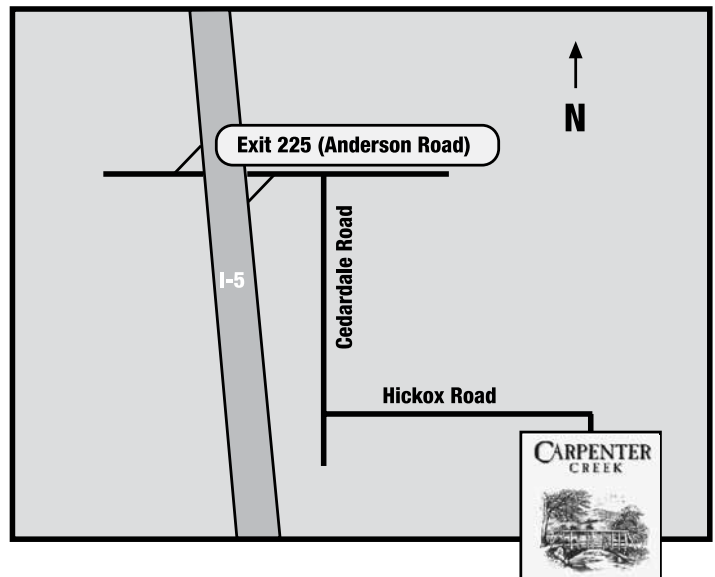 N
Exit 225 (Anderson Road)
Cedardale Road
I-5
Hickox Road
CARPENTER
CREEK